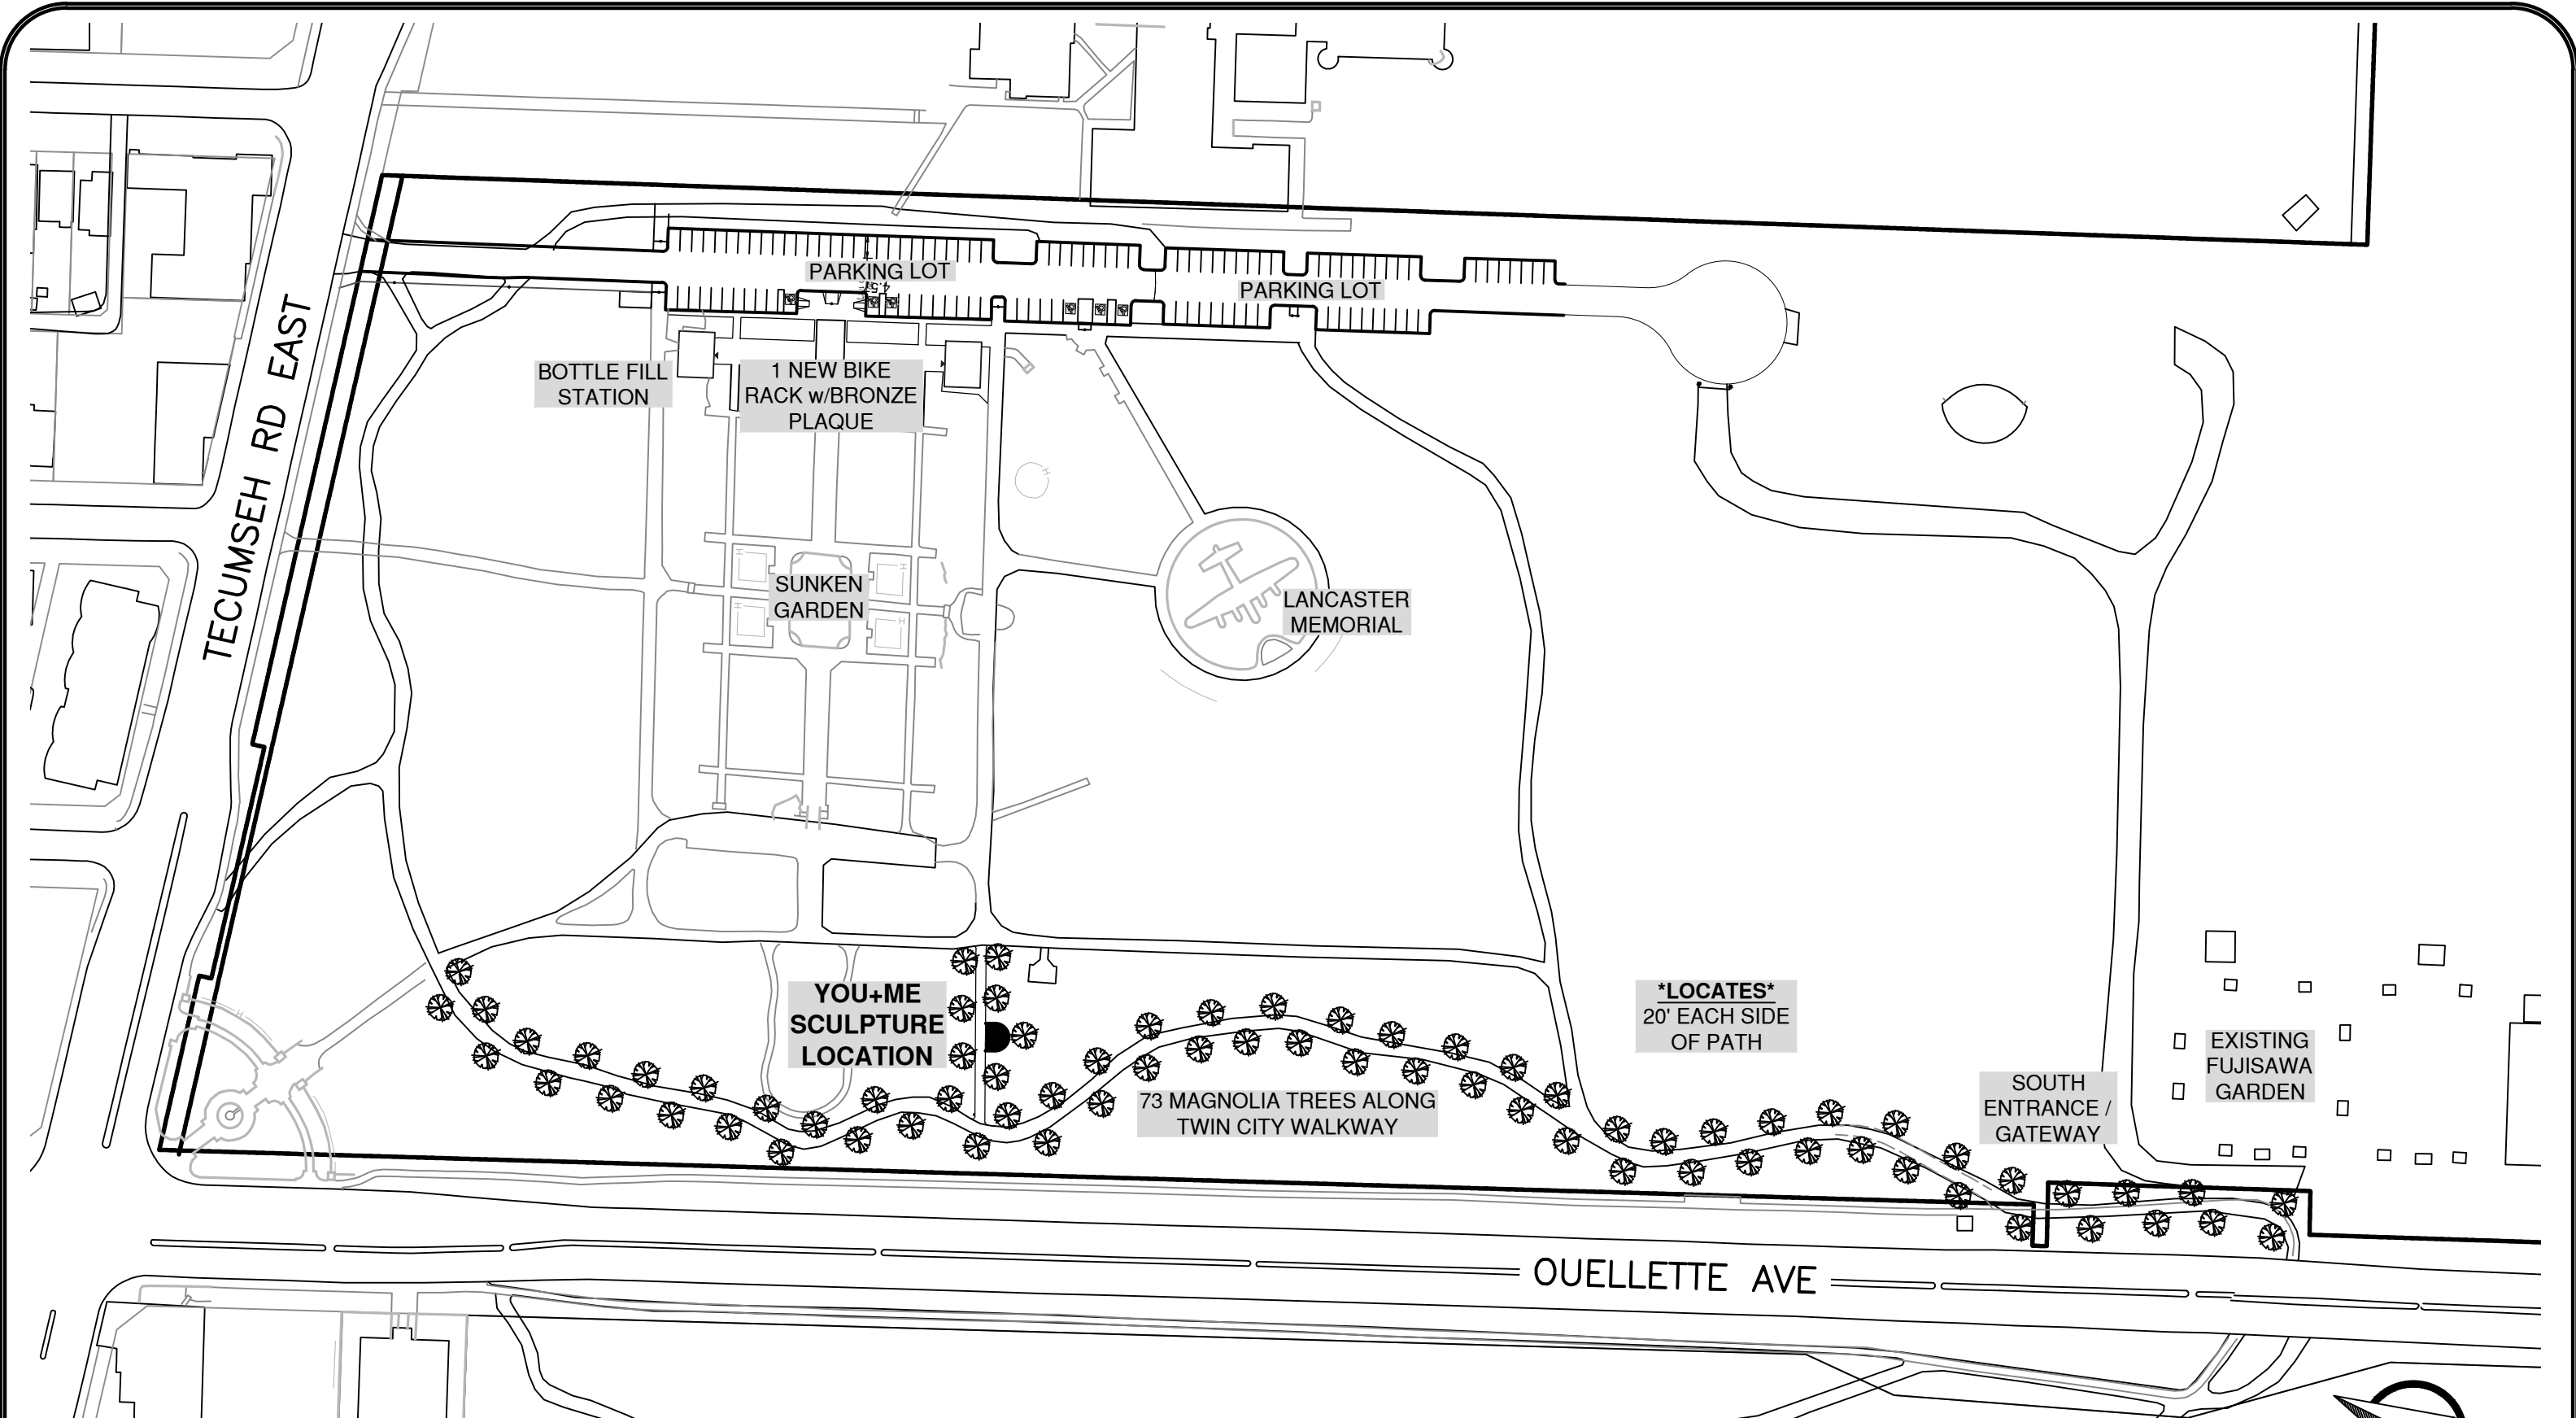 PARKING LOT
PARKING LOT
BOTTLE FILL
STATION
1 NEW BIKE
RACK w/BRONZE
PLAQUE
TECUMSEH RD EAST
SUNKEN
GARDEN
LANCASTER
MEMORIAL
YOU+ME
SCULPTURE
LOCATION
*LOCATES*
20' EACH SIDE
OF PATH
73 MAGNOLIA TREES ALONG
TWIN CITY WALKWAY
SOUTH
ENTRANCE /
GATEWAY
EXISTING
FUJISAWA
GARDEN
OUELLETTE AVE